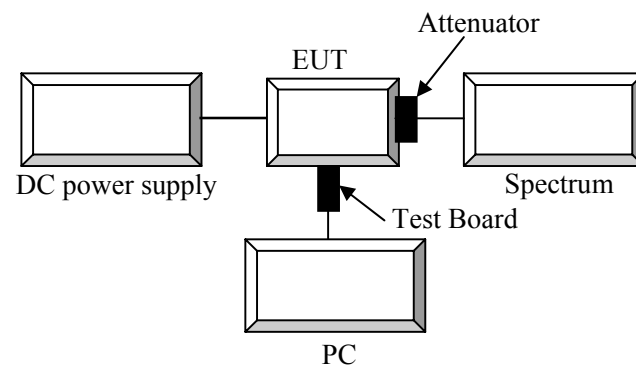 Attenuator
EUT
DC power supply
Spectrum
Test Board
PC